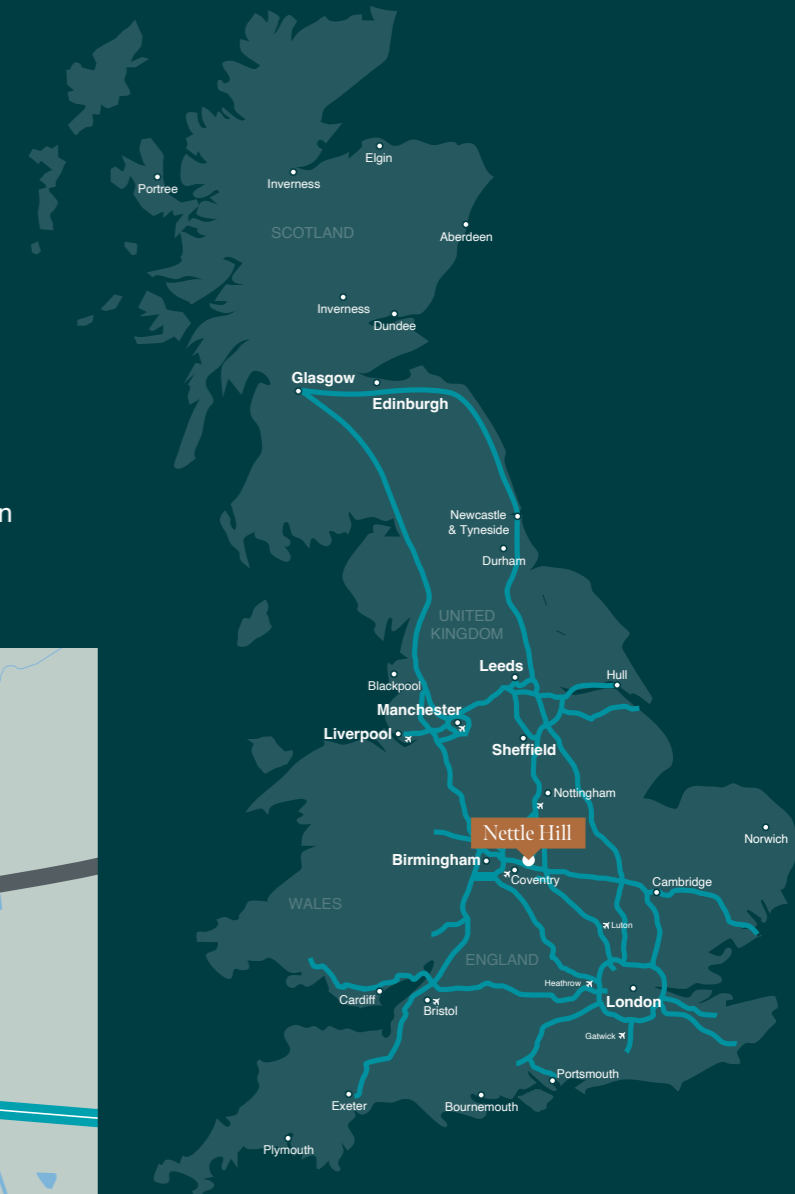 Elgin
Portree
Inverness
SCOTLAND
Aberdeen
Inverness
Dundee
Glasgow
Edinburgh
n
Newcastle
& Tyneside
Durham
UNITED
KINGDOM
Leeds
Hull
Blackpool
Manchester
Liverpool
Sheffield
Nottingham
Nettle Hill
Norwich
Birmingham
Coventry
Cambridge
WALES
Luton
ENGLAND
Heathrow
Cardiff
London
Bristol
Gatwick
Portsmouth
Exeter
Bournemouth
Plymouth